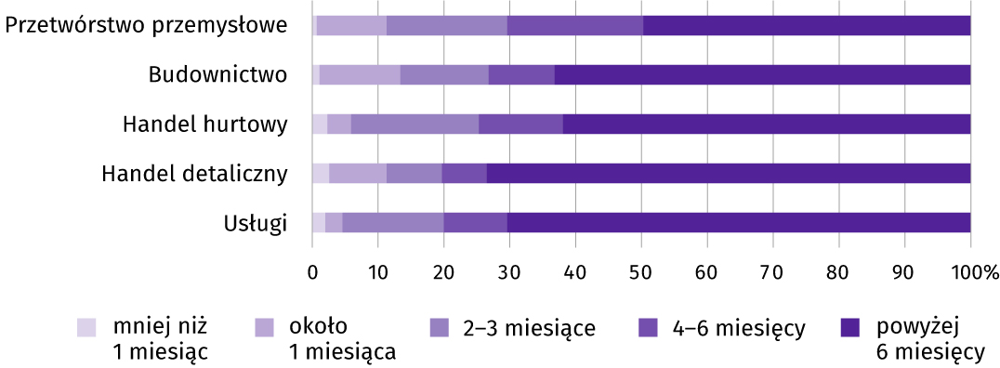 Przetwórstwo przemysłowe
Budownictwo
Handel hurtowy
Handel detaliczny
Usługi
0 10 20 30 40 50 60 70 80 90 100%
mniej niż
1 miesiąc
około
1 miesiąca
2–3 miesiące
4–6 miesięcy
powyżej
6 miesięcy